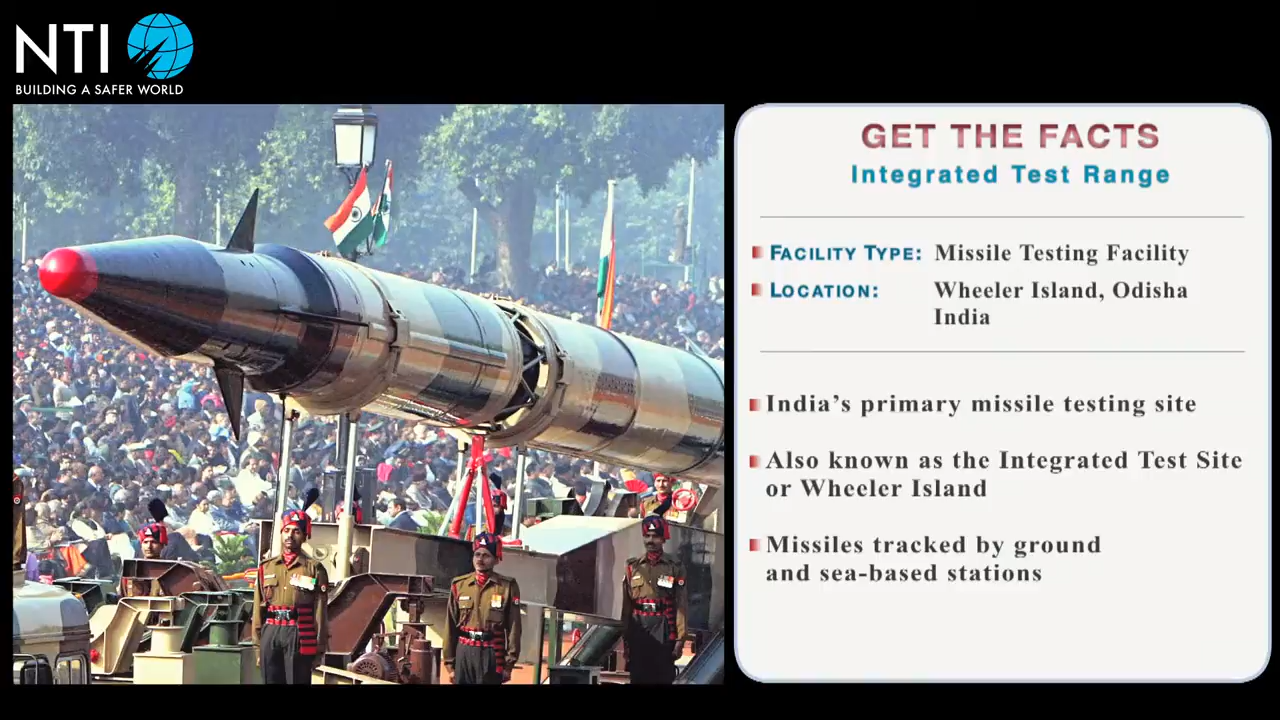 NTI
BUILDING A SAFER WORLD
GET THE FACTS
Integrated Test Range
FACILITY TYPE: Missile Testing Facility
LOCATION: Wheeler Island, Odisha
India
India’s primary missile testing site
Also known as the Integrated Test Site
or Wheeler Island
Missiles tracked by ground
and sea-based stations